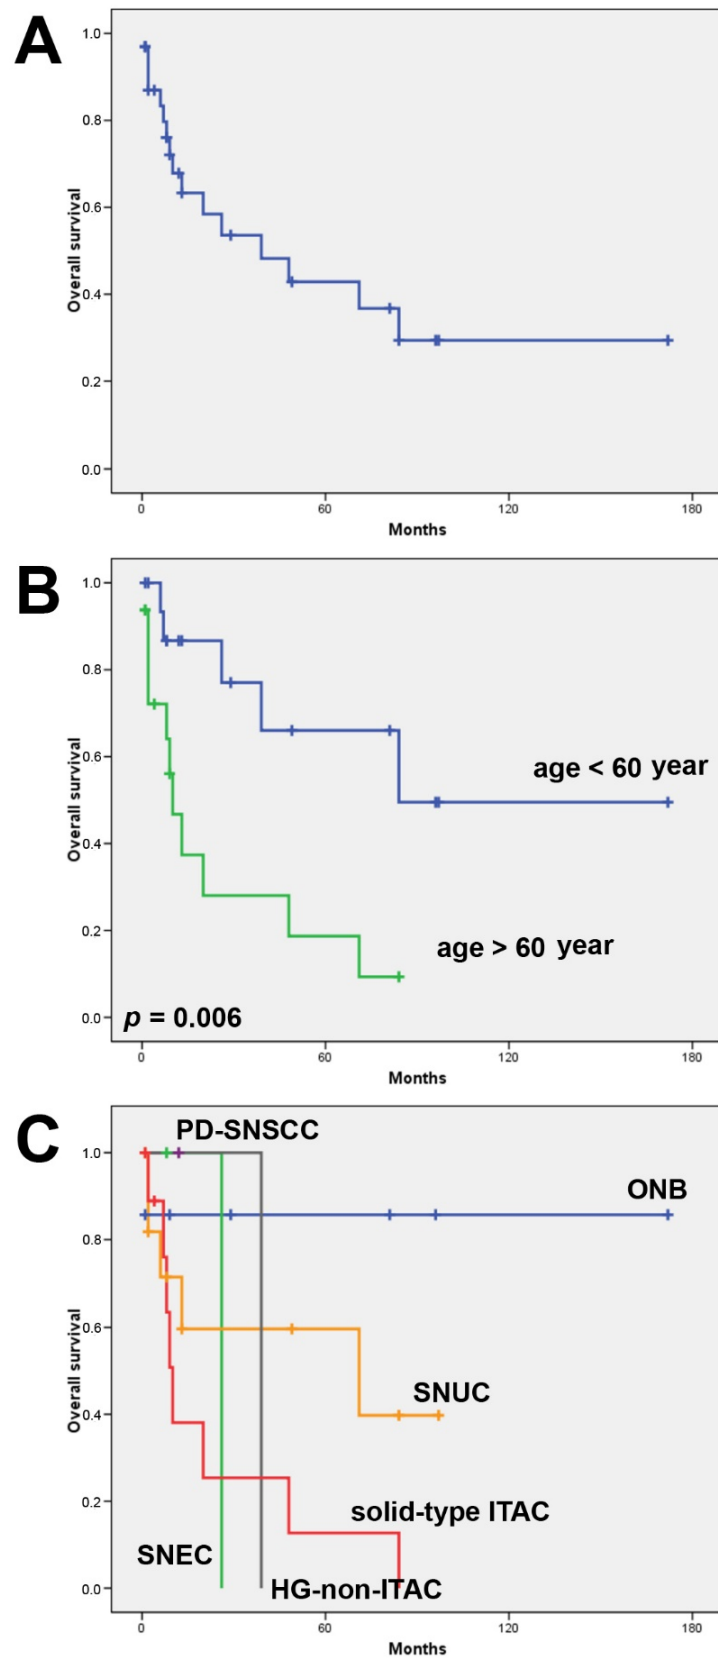 A
1.0
0.8
0.6
0.4
0.2
0.0
Overall survival
0 60 120 180
Months
B
1.0
0.8
0.6
0.4
0.2
0.0
Overall survival
age < 60 year
age > 60 year
p = 0.006
0 60 120 180
Months
C
1.0
0.8
0.6
0.4
0.2
0.0
Overall survival
PD-SNSCC
ONB
SNUC
solid-type ITAC
SNEC
HG-non-ITAC
0 60 120 180
Months